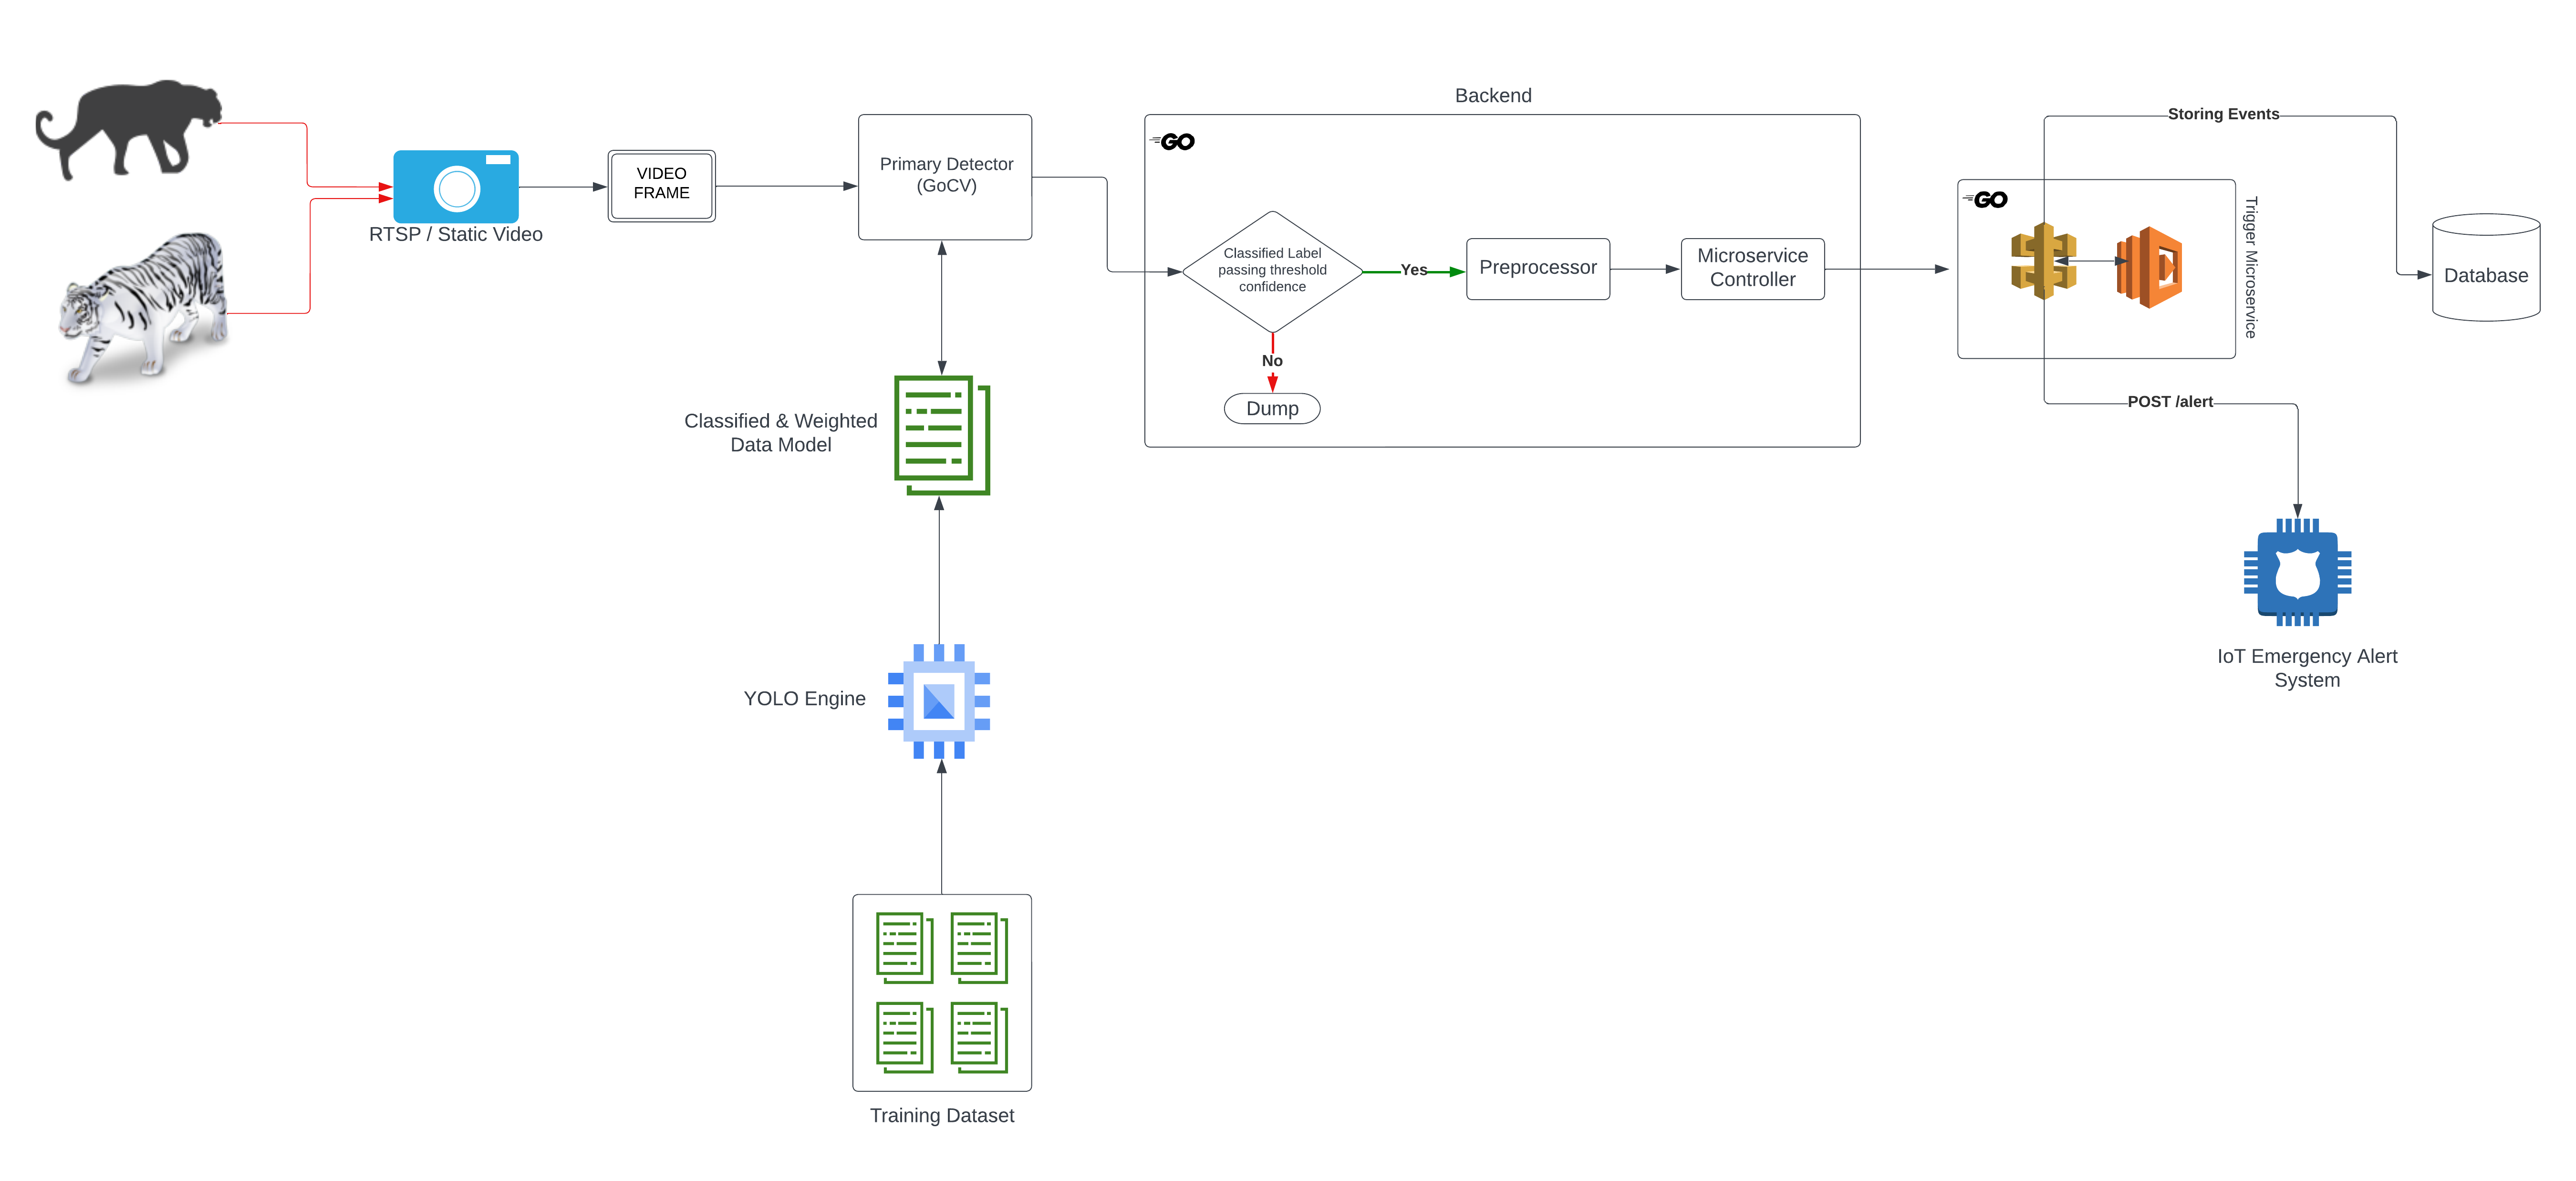 Backend
GO
Storing Events
VIDEO
FRAME
Primary Detector
(GoCV)
RTSP / Static Video
GO
Trigger Microservice
Classified Label
passing threshold
confidence
Yes
Preprocessor
Microservice
Controller
Database
No
Dump
POST /alert
Classified & Weighted
Data Model
IoT Emergency Alert
System
YOLO Engine
Training Dataset